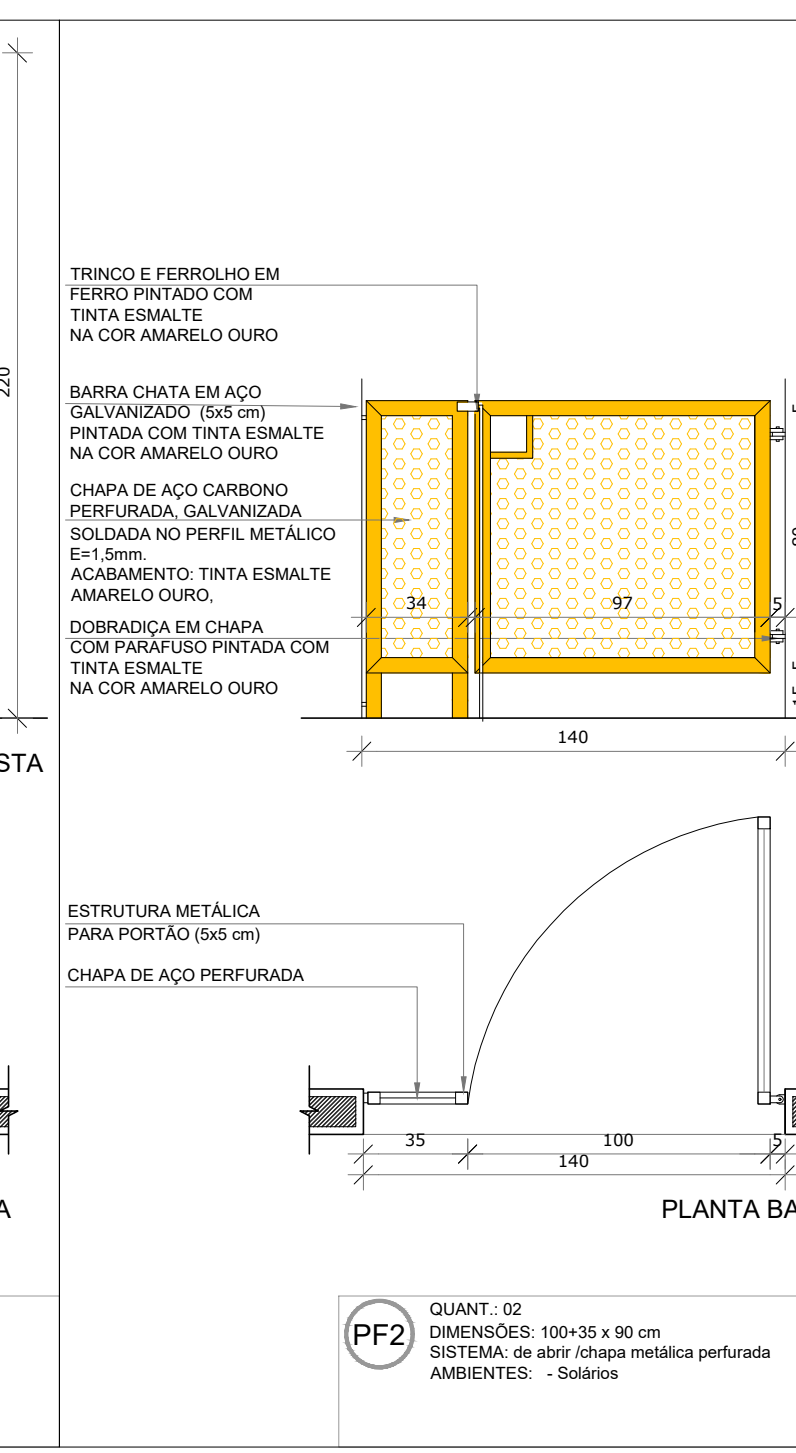 220
STA
A
TRINCO E FERROLHO EM
FERRO PINTADO COM
TINTA ESMALTE
NA COR AMARELO OURO
BARRA CHATA EM AÇO
GALVANIZADO (5x5 cm)
PINTADA COM TINTA ESMALTE
NA COR AMARELO OURO
CHAPA DE AÇO CARBONO
PERFURADA, GALVANIZADA
SOLDADA NO PERFIL METÁLICO
E=1,5mm.
ACABAMENTO: TINTA ESMALTE
AMARELO OURO,
DOBRADIÇA EM CHAPA
COM PARAFUSO PINTADA COM
TINTA ESMALTE
NA COR AMARELO OURO
34
97
5
140
ESTRUTURA METÁLICA
PARA PORTÃO (5x5 cm)
CHAPA DE AÇO PERFURADA
35
100
5
140
PLANTA BA
PF2
QUANT.: 02
DIMENSÕES: 100+35 x 90 cm
SISTEMA: de abrir /chapa metálica perfurada
AMBIENTES: - Solários